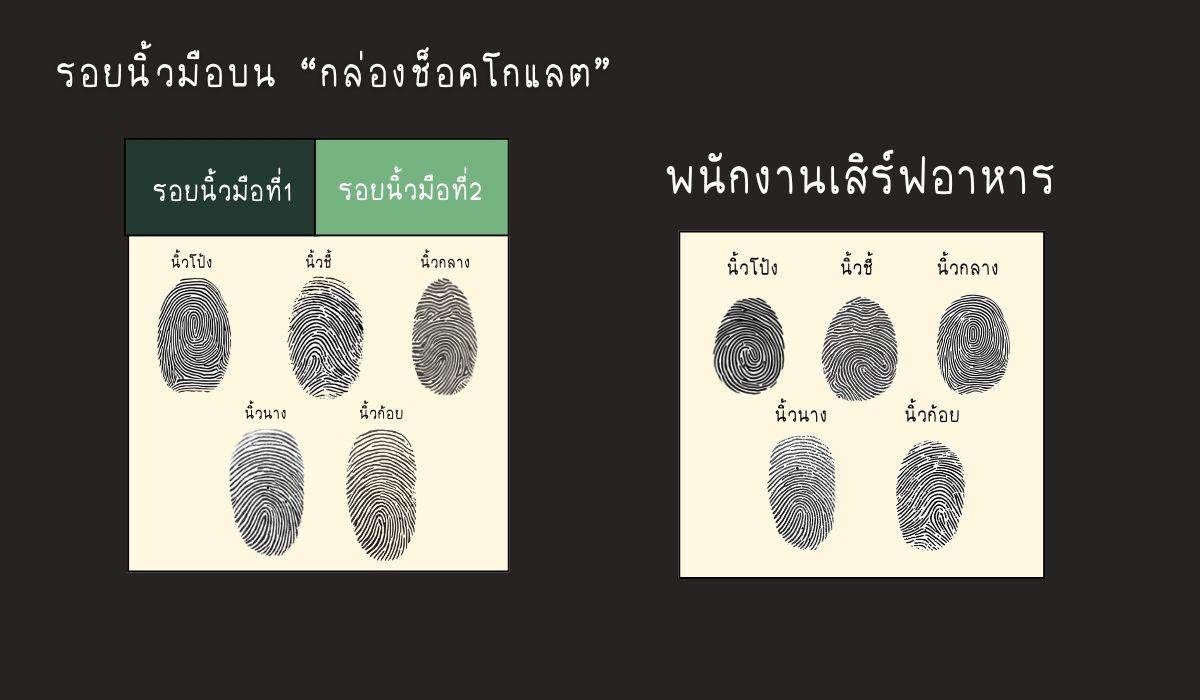 รอยนิ้วมือบน “กล่องช็อคโกแลต”
รอยนิ้วมือที่1
รอยนิ้วมือที่2
นิ้วโป้ง
นิ้วชี้
นิ้วกลาง
นิ้วนาง
นิ้วก้อย
พนักงานเสิร์ฟอาหาร
นิ้วโป้ง
นิ้วชี้
นิ้วกลาง
นิ้วนาง
นิ้วก้อย